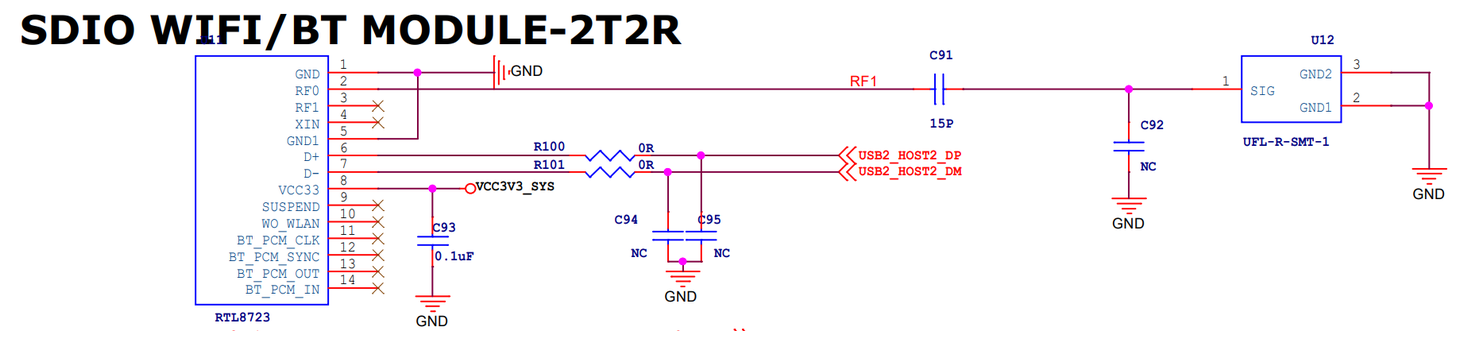 SDIO WIFI/BT MODULE-2T2R
GND 1
RF0 2
RF1 3
XIN 4
GND1 5
D+ 6
D- 7
VCC33 8
SUSPEND 9
WO_WLAN 10
BT_PCM_CLK 11
BT_PCM_SYNC 12
BT_PCM_OUT 13
BT_PCM_IN 14
RTL8723
GND
RF1
C91
15P
R100 0R
R101 0R
USB2_HOST2_DP
USB2_HOST2_DM
VCC3V3_SYS
C93
0.1uF
GND
C94 C95
NC NC
GND
C92
NC
GND
U12
1 SIG
GND2 3
GND1 2
UFL-R-SMT-1
GND